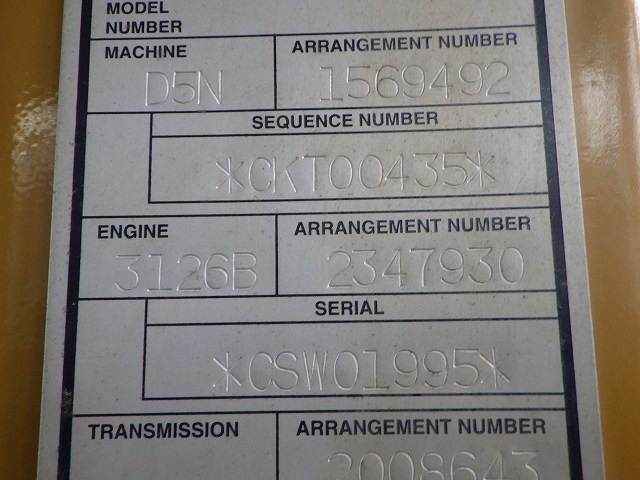 MODEL
NUMBER
MACHINE ARRANGEMENT NUMBER
D5N 1569492
SEQUENCE NUMBER
*CKT00435*
ENGINE ARRANGEMENT NUMBER
3126B 2347930
SERIAL
*CSW01995*
TRANSMISSION ARRANGEMENT NUMBER
2008643